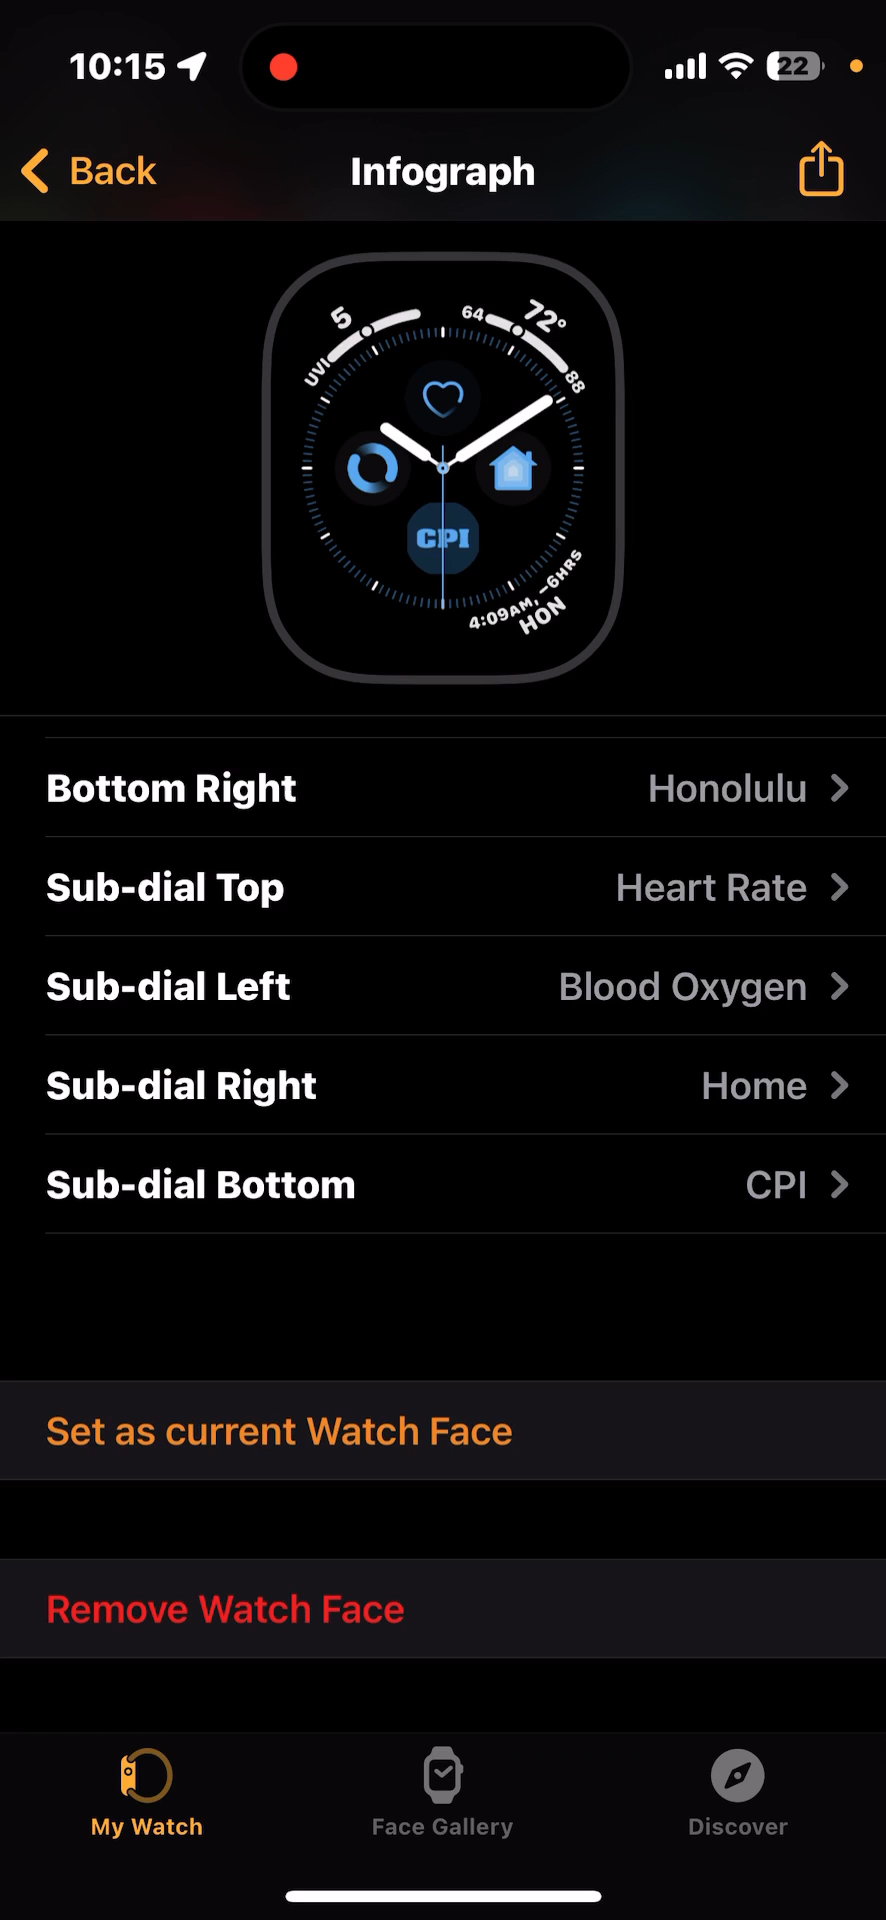 10:15
22
Back
Infograph
5
UVI
64
72°
88
CPI
4:09AM, -6HRS
HON
Bottom Right
Honolulu
Sub-dial Top
Heart Rate
Sub-dial Left
Blood Oxygen
Sub-dial Right
Home
Sub-dial Bottom
CPI
Set as current Watch Face
Remove Watch Face
My Watch
Face Gallery
Discover